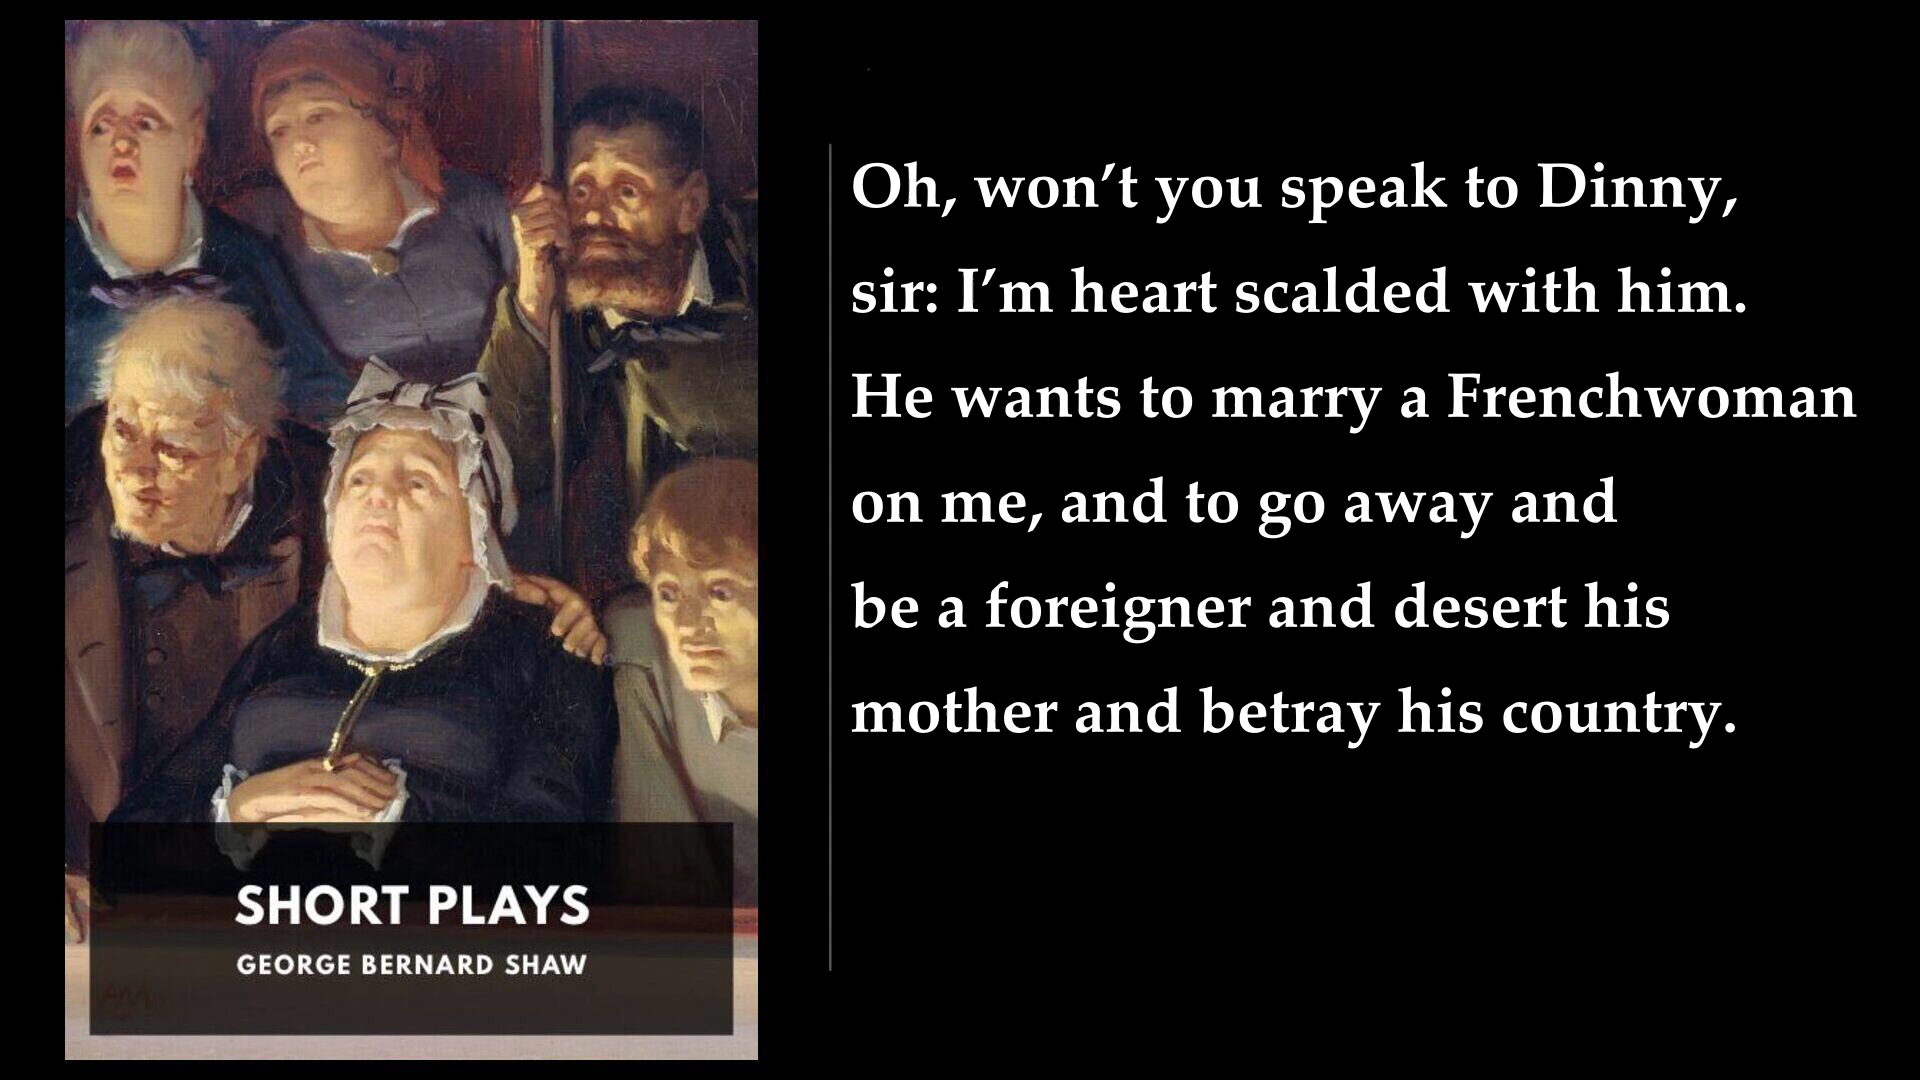 Oh, won’t you speak to Dinny,
sir: I’m heart scalded with him.
He wants to marry a Frenchwoman
on me, and to go away and
be a foreigner and desert his
mother and betray his country.
SHORT PLAYS
GEORGE BERNARD SHAW